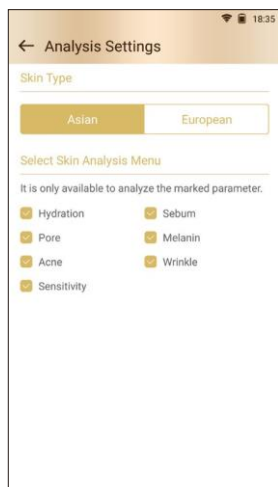 18:35
Analysis Settings
Skin Type
Asian European
Select Skin Analysis Menu
It is only available to analyze the marked parameter.
Hydration Sebum
Pore Melanin
Acne Wrinkle
Sensitivity